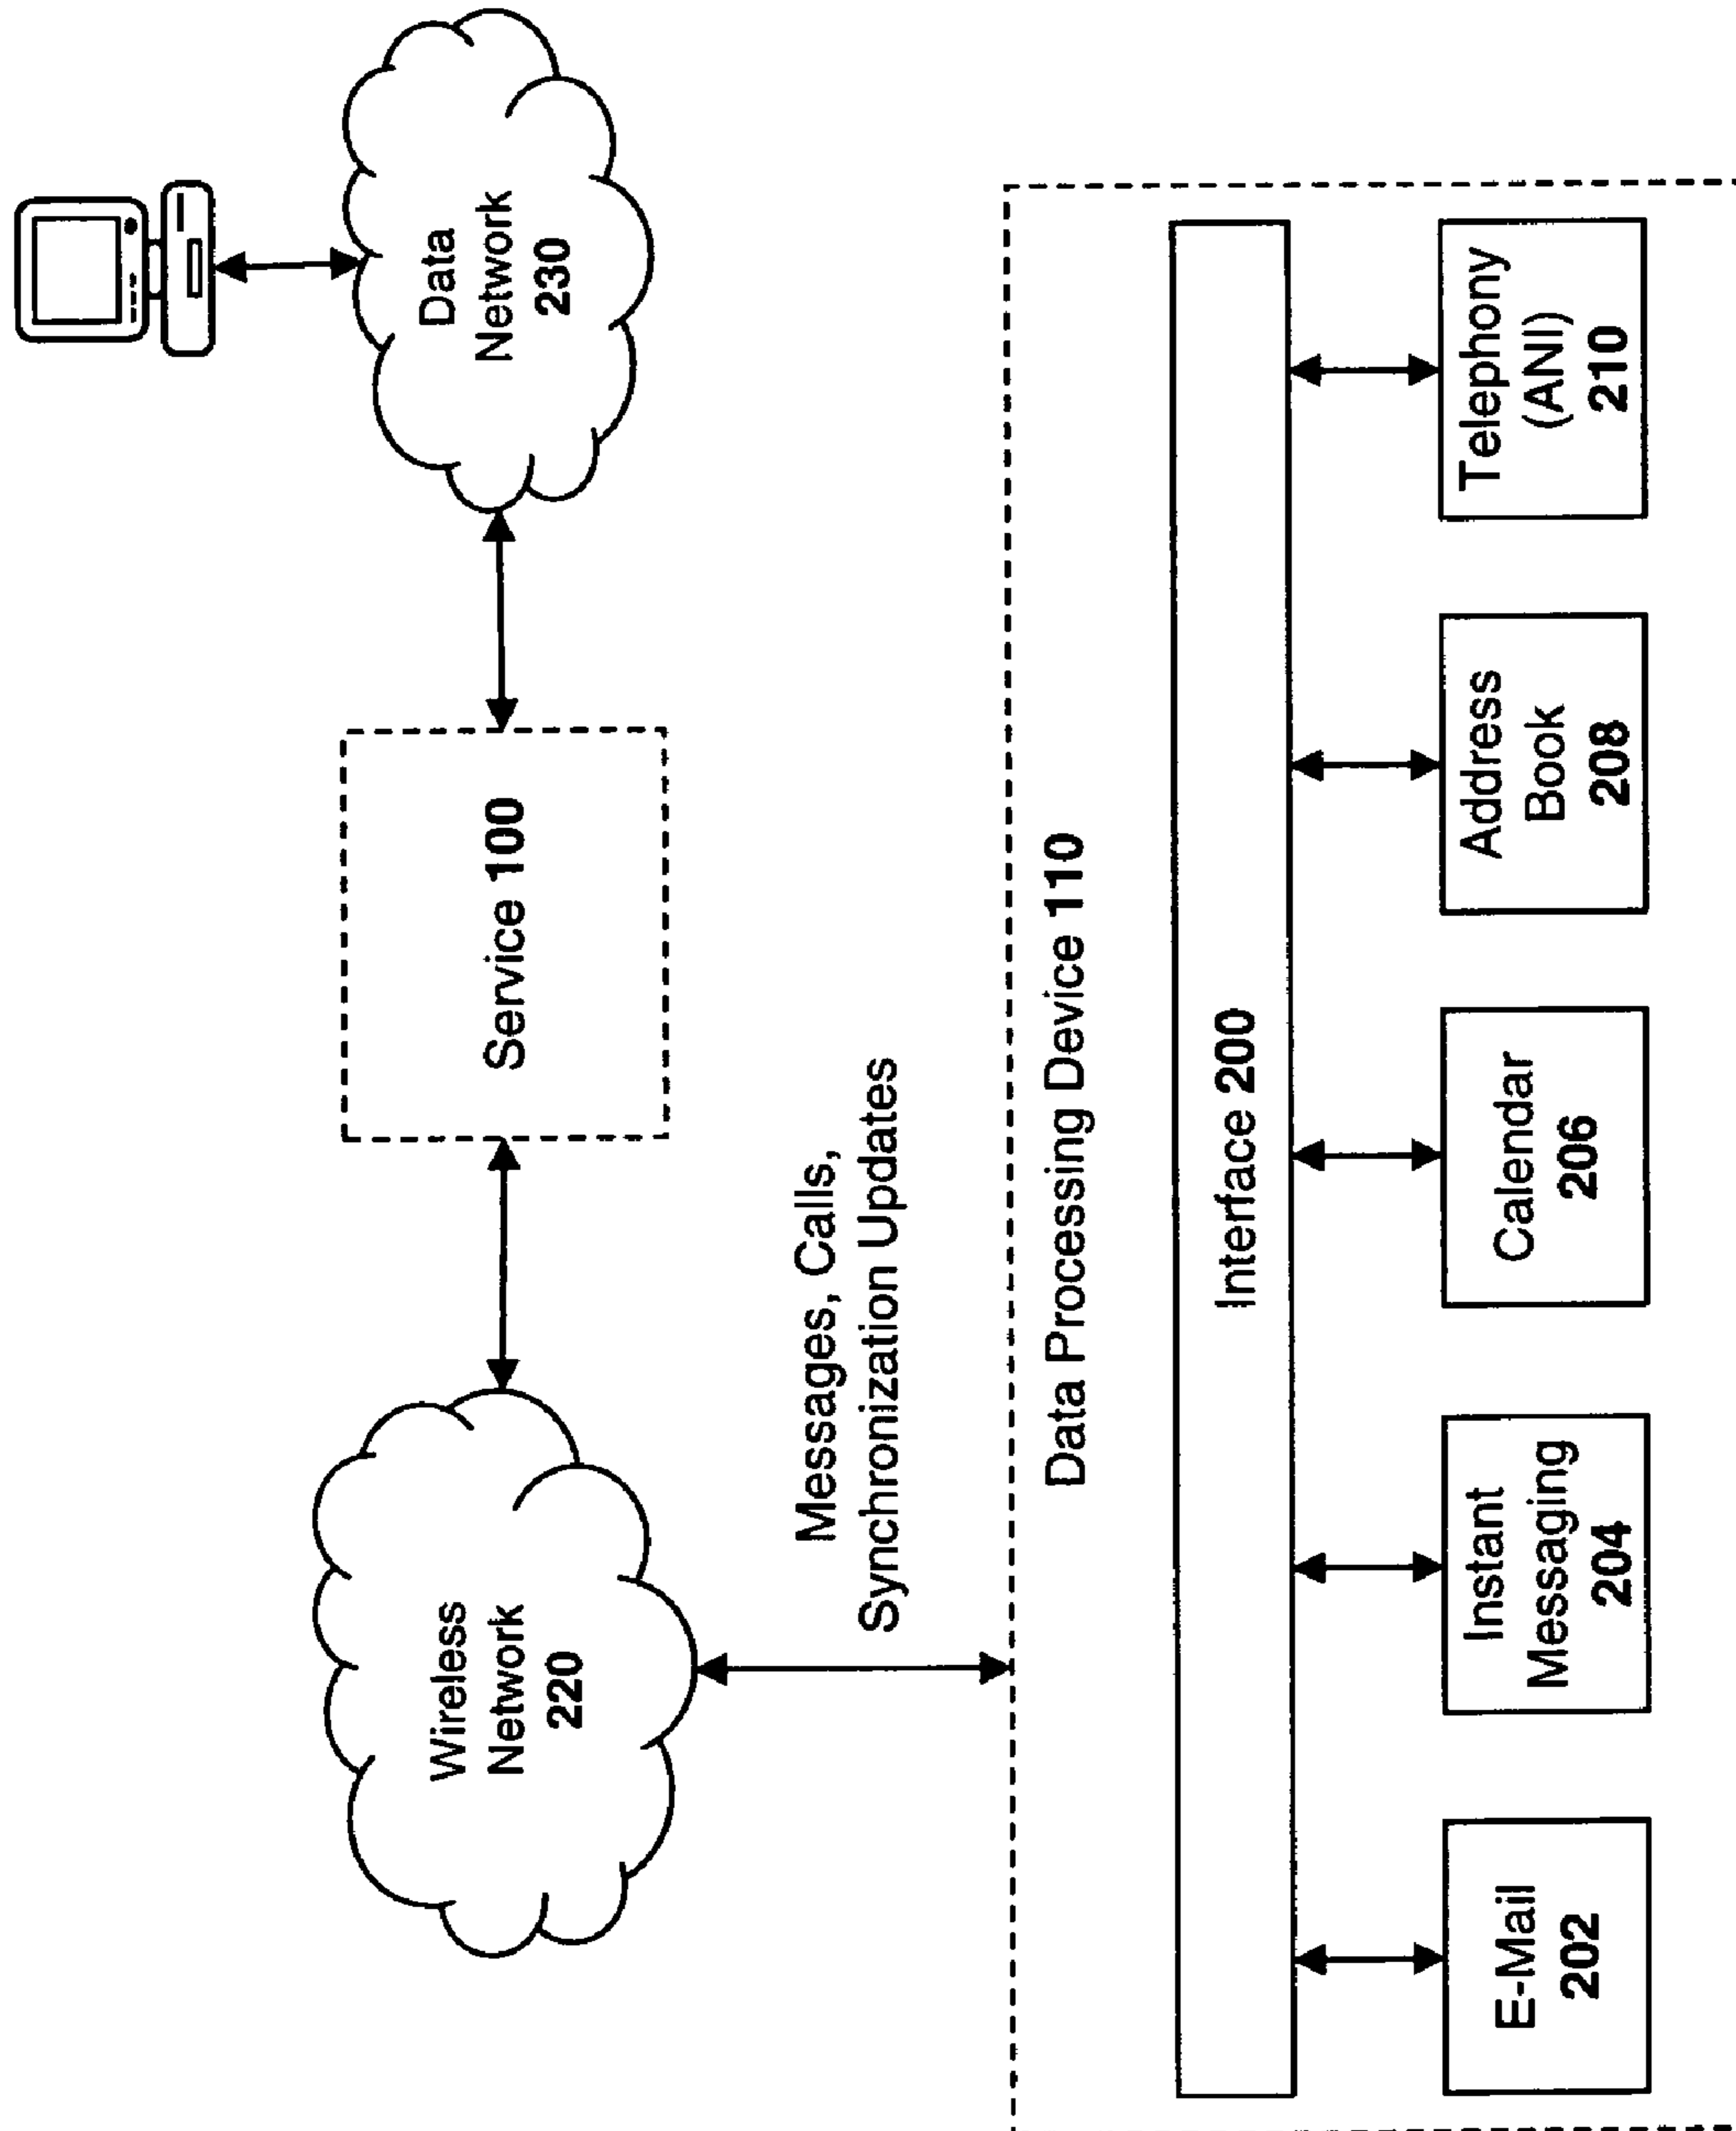 Wireless
Network
220
Service 100
Data
Network
230
Messages, Calls,
Synchronization Updates
Data Processing Device 110
Interface 200
E-Mail
202
Instant
Messaging
204
Calendar
206
Address
Book
208
Telephony
(ANI)
210